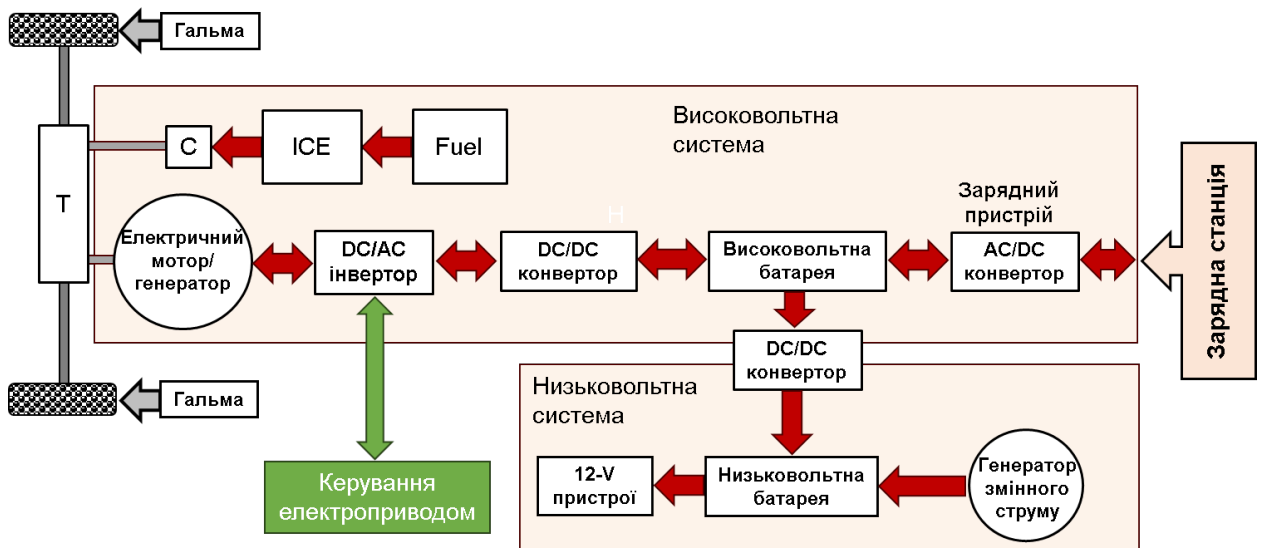 Гальма
Високовольтна
система
C
ICE
Fuel
T
Н
Зарядний
пристрій
Електричний
мотор/
генератор
DC/AC
інвертор
DC/DC
конвертор
Високовольтна
батарея
AC/DC
конвертор
Зарядна станція
DC/DC
конвертор
Гальма
Низьковольтна
система
Керування
електроприводом
12-V
пристрої
Низьковольтна
батарея
Генератор
змінного
струму